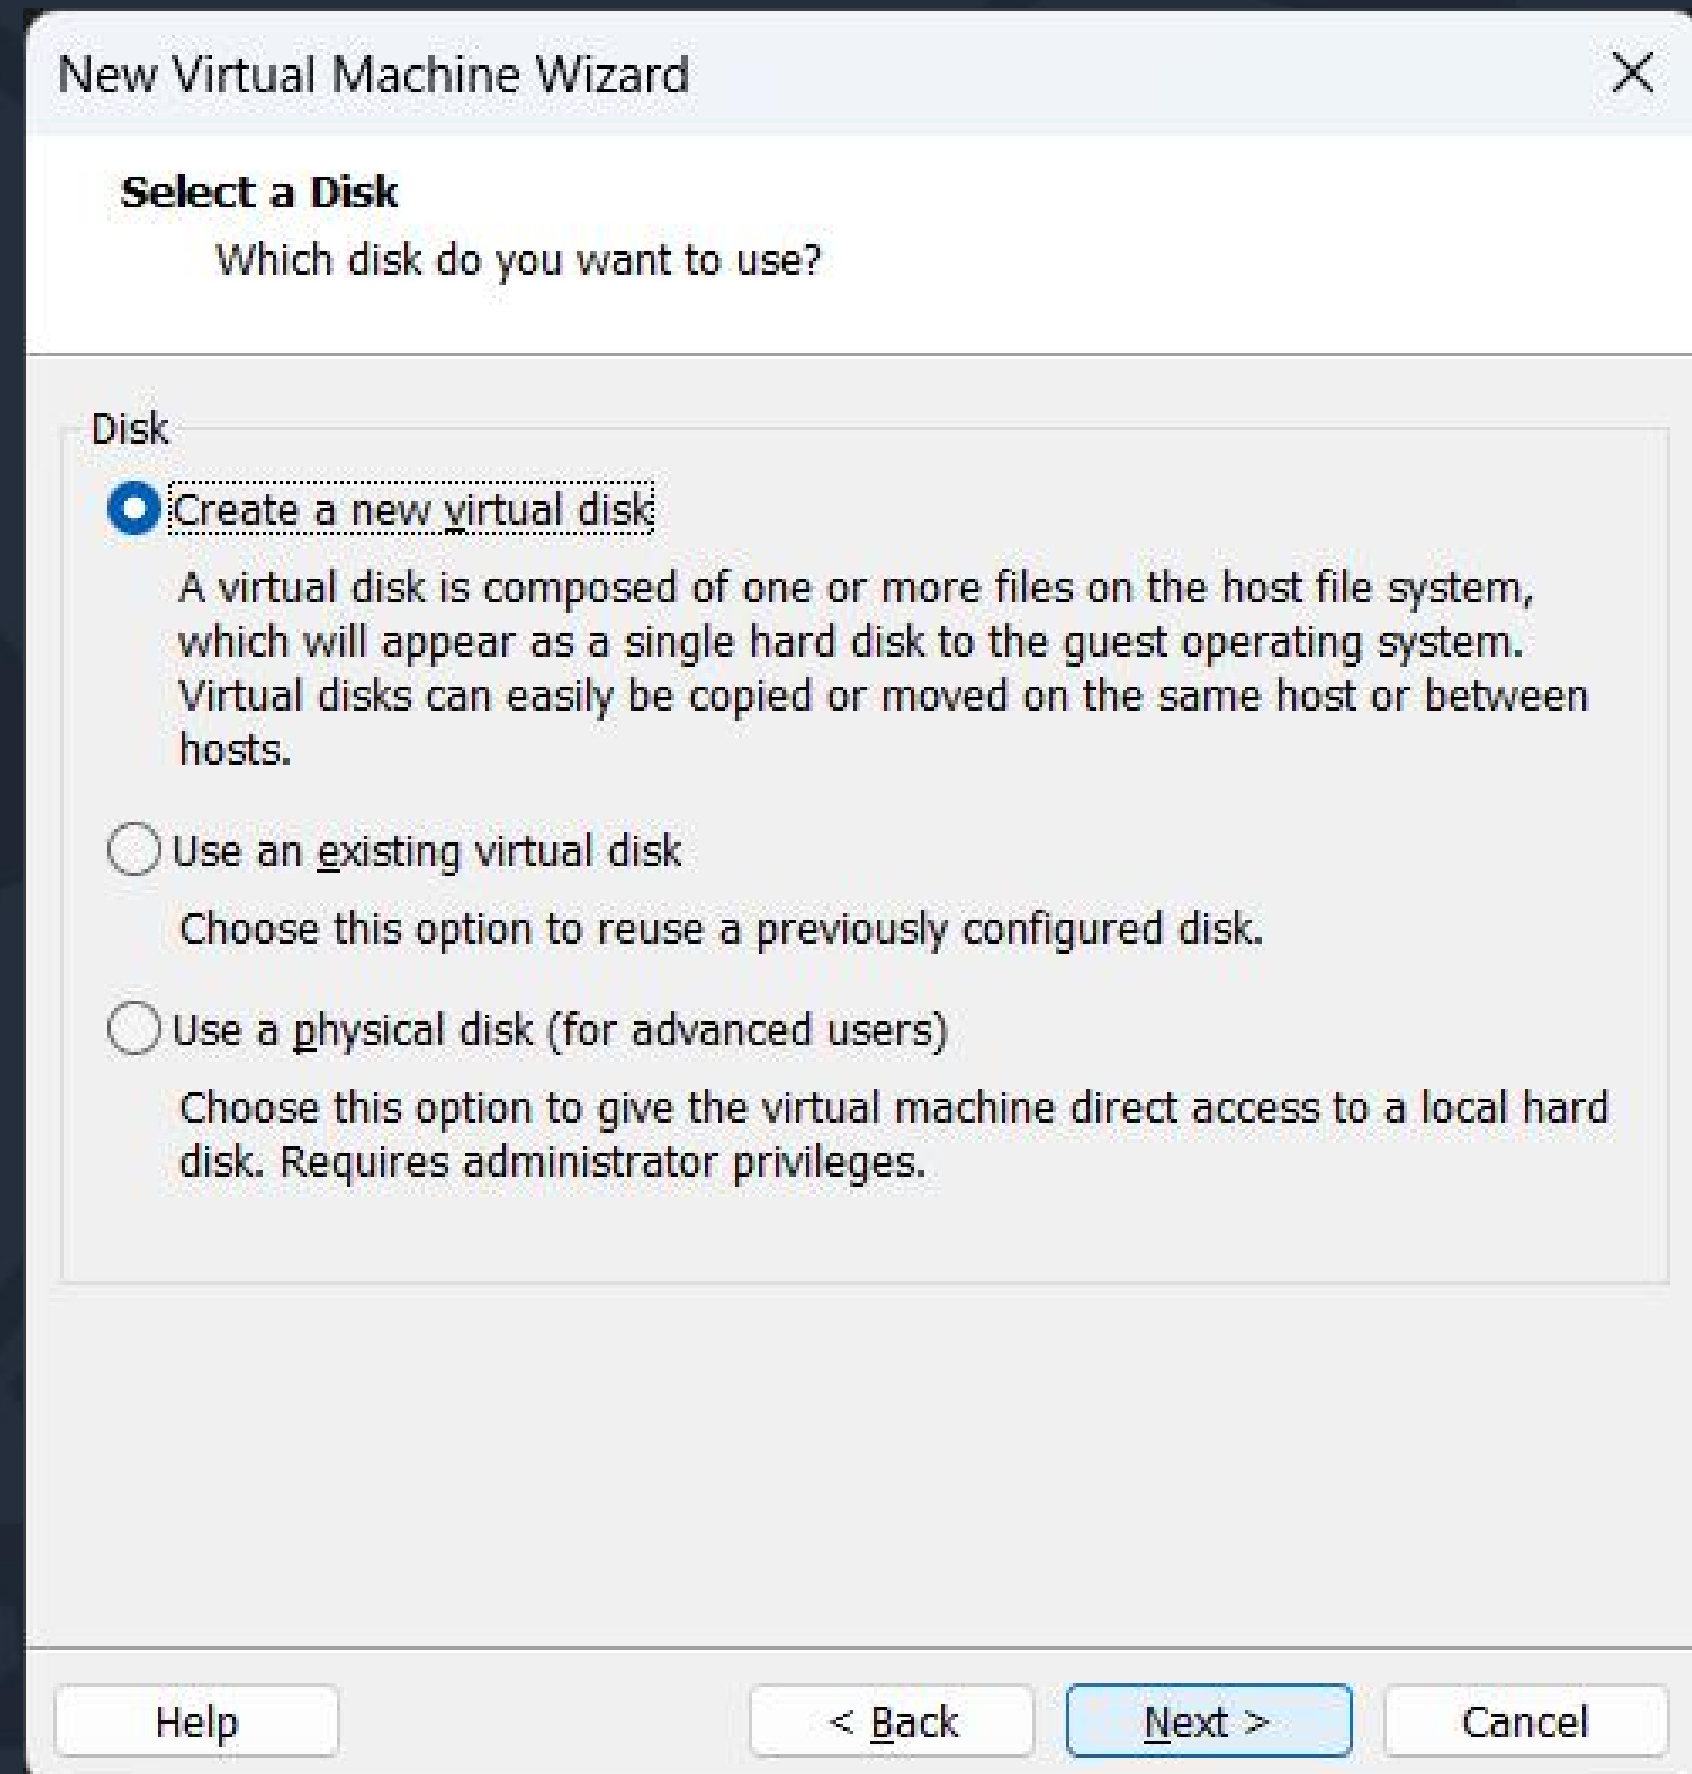 New Virtual Machine Wizard
Select a Disk
Which disk do you want to use?
Disk
Create a new virtual disk
A virtual disk is composed of one or more files on the host file system,
which will appear as a single hard disk to the guest operating system.
Virtual disks can easily be copied or moved on the same host or between
hosts.
Use an existing virtual disk
Choose this option to reuse a previously configured disk.
Use a physical disk (for advanced users)
Choose this option to give the virtual machine direct access to a local hard
disk. Requires administrator privileges.
Help
< Back
Next >
Cancel